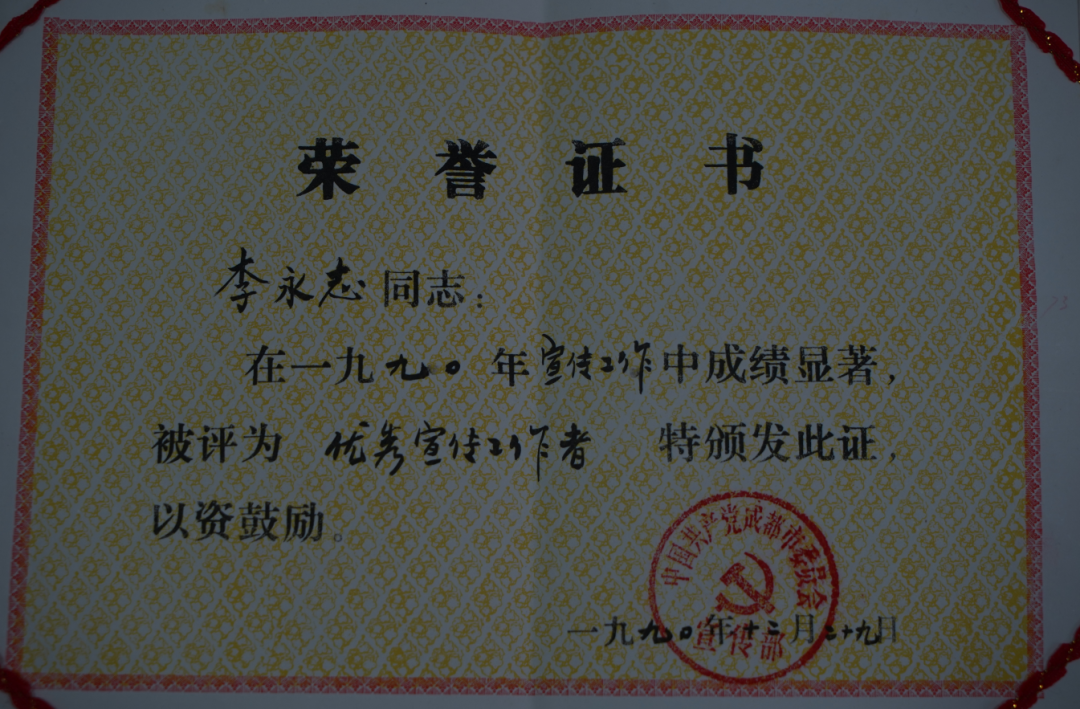 荣誉证书
李永志同志：
在一九九〇年宣传工作中成绩显著，
被评为 优秀宣传工作者 特颁发此证，
以资鼓励。
中国共产党成都市委员会
宣传部
一九九〇年十二月二十九日